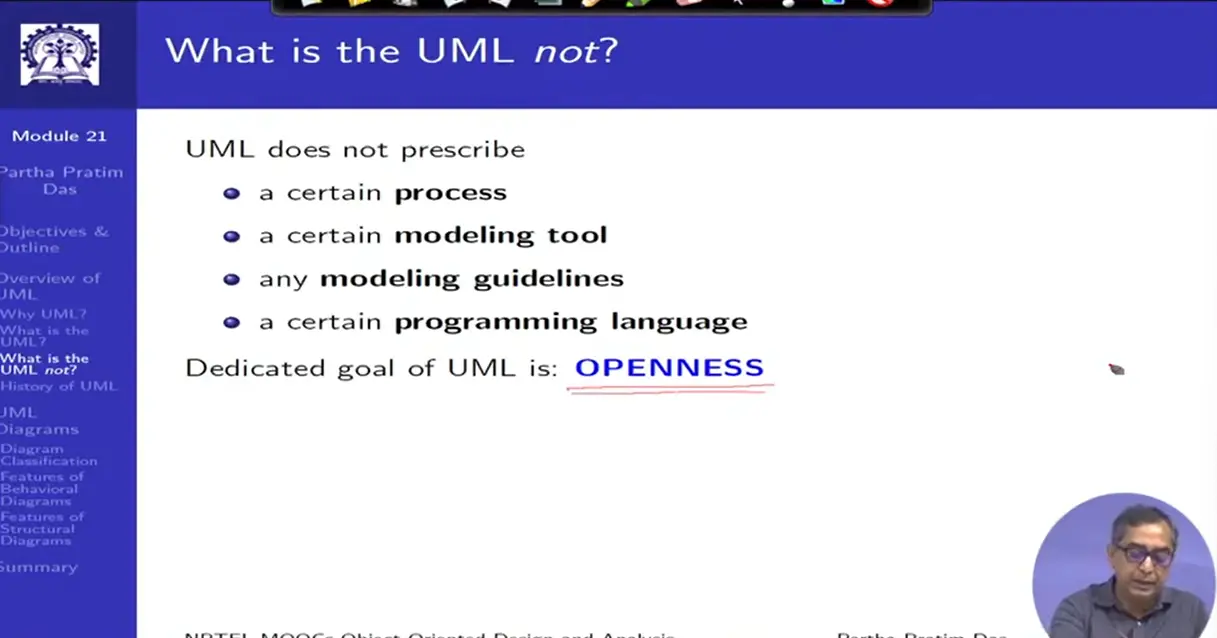 What is the UML not?
Module 21
Partha Pratim
Das
Objectives &
Outline
Overview of
UML
Why UML?
What is the
UML?
What is the
UML not?
History of UML
UML
Diagrams
Diagram
Classification
Features of
Behavioral
Diagrams
Features of
Structural
Diagrams
Summary
UML does not prescribe
a certain process
a certain modeling tool
any modeling guidelines
a certain programming language
Dedicated goal of UML is: OPENNESS
NPTEL MOOCs Object Oriented Design and Analysis
Partha Pratim Das